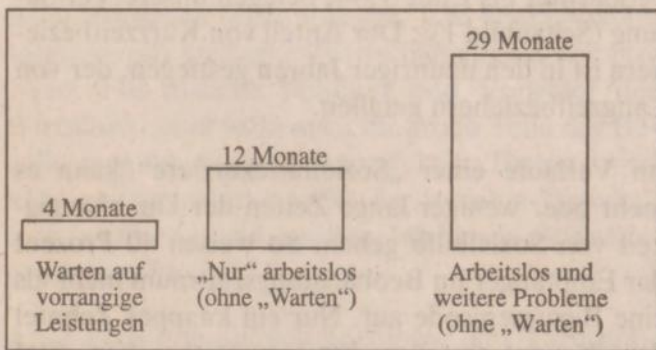 29 Monate
12 Monate
4 Monate
Warten auf
vorrangige
Leistungen
„Nur“ arbeitslos
(ohne „Warten“)
Arbeitslos und
weitere Probleme
(ohne „Warten“)